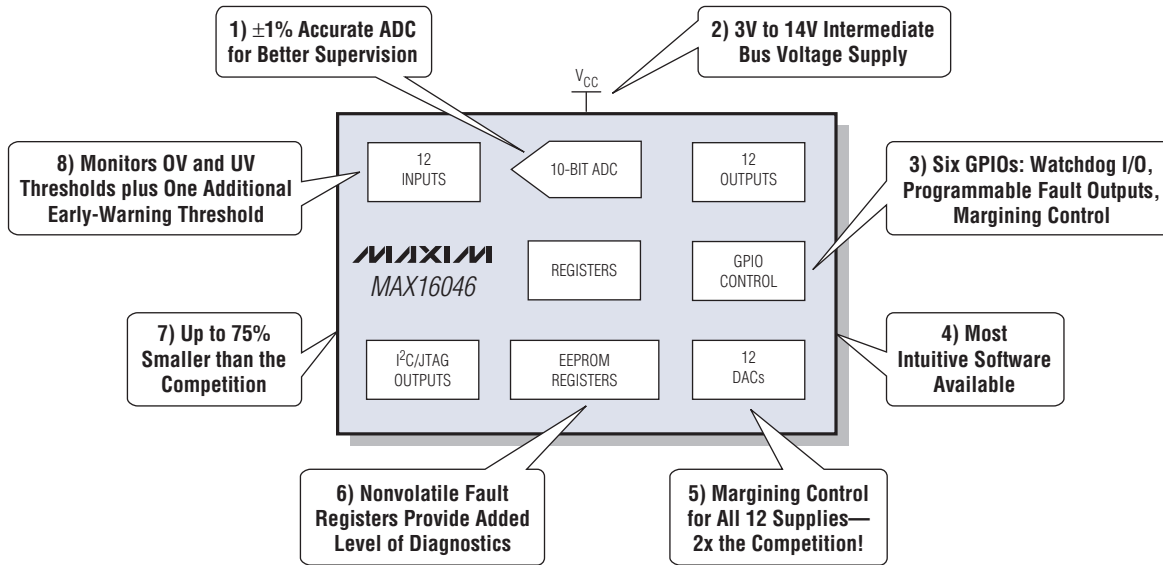 1) ±1% Accurate ADC
for Better Supervision
2) 3V to 14V Intermediate
Bus Voltage Supply
VCC
8) Monitors OV and UV
Thresholds plus One Additional
Early-Warning Threshold
12
INPUTS
10-BIT ADC
12
OUTPUTS
3) Six GPIOs: Watchdog I/O,
Programmable Fault Outputs,
Margining Control
MAXIM
MAX16046
REGISTERS
GPIO
CONTROL
7) Up to 75%
Smaller than the
Competition
I²C/JTAG
OUTPUTS
EEPROM
REGISTERS
12
DACs
4) Most
Intuitive Software
Available
6) Nonvolatile Fault
Registers Provide Added
Level of Diagnostics
5) Margining Control
for All 12 Supplies—
2x the Competition!